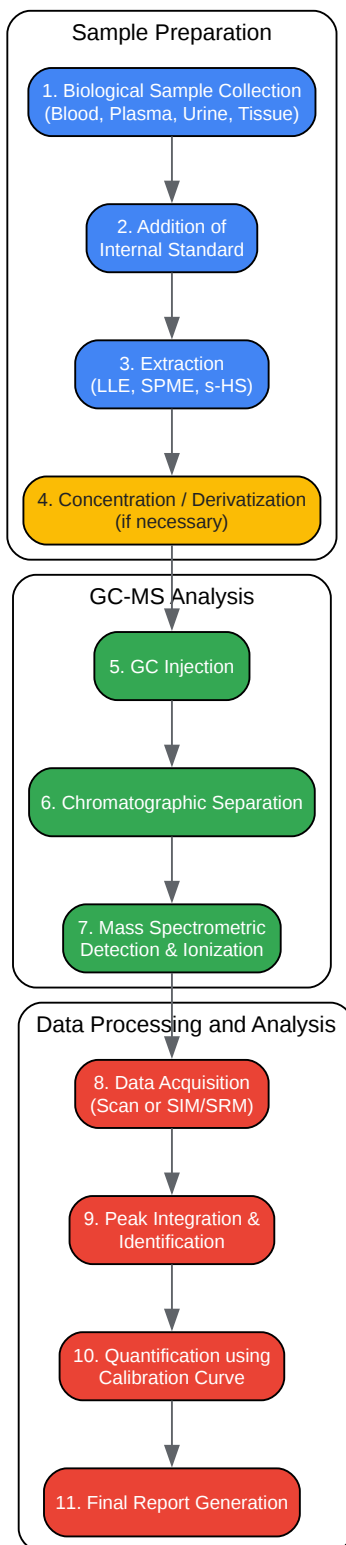 Sample Preparation
1. Biological Sample Collection
(Blood, Plasma, Urine, Tissue)
2. Addition of
Internal Standard
3. Extraction
(LLE, SPME, s-HS)
4. Concentration / Derivatization
(if necessary)
GC-MS Analysis
5. GC Injection
6. Chromatographic Separation
7. Mass Spectrometric
Detection & Ionization
Data Processing and Analysis
8. Data Acquisition
(Scan or SIM/SRM)
9. Peak Integration &
Identification
10. Quantification using
Calibration Curve
11. Final Report Generation